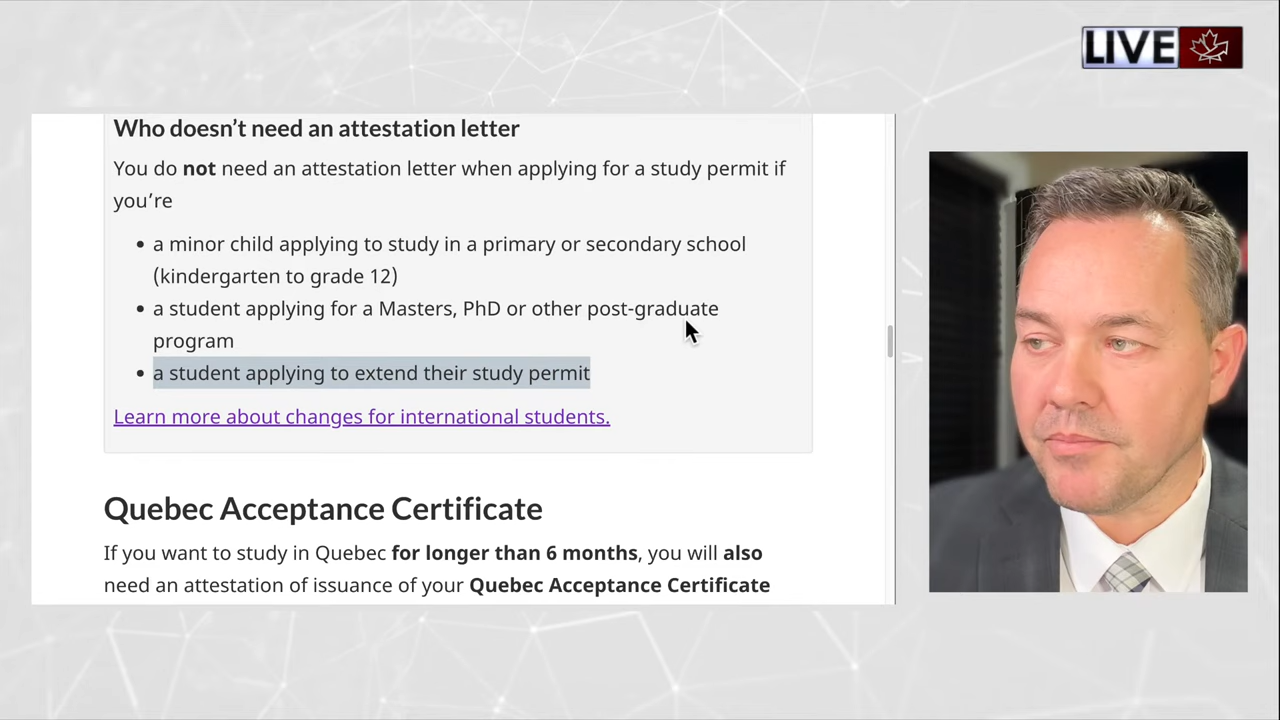 LIVE
Who doesn’t need an attestation letter
You do not need an attestation letter when applying for a study permit if
you’re
• a minor child applying to study in a primary or secondary school
(kindergarten to grade 12)
• a student applying for a Masters, PhD or other post-graduate
program
• a student applying to extend their study permit
Learn more about changes for international students.
Quebec Acceptance Certificate
If you want to study in Quebec for longer than 6 months, you will also
need an attestation of issuance of your Quebec Acceptance Certificate